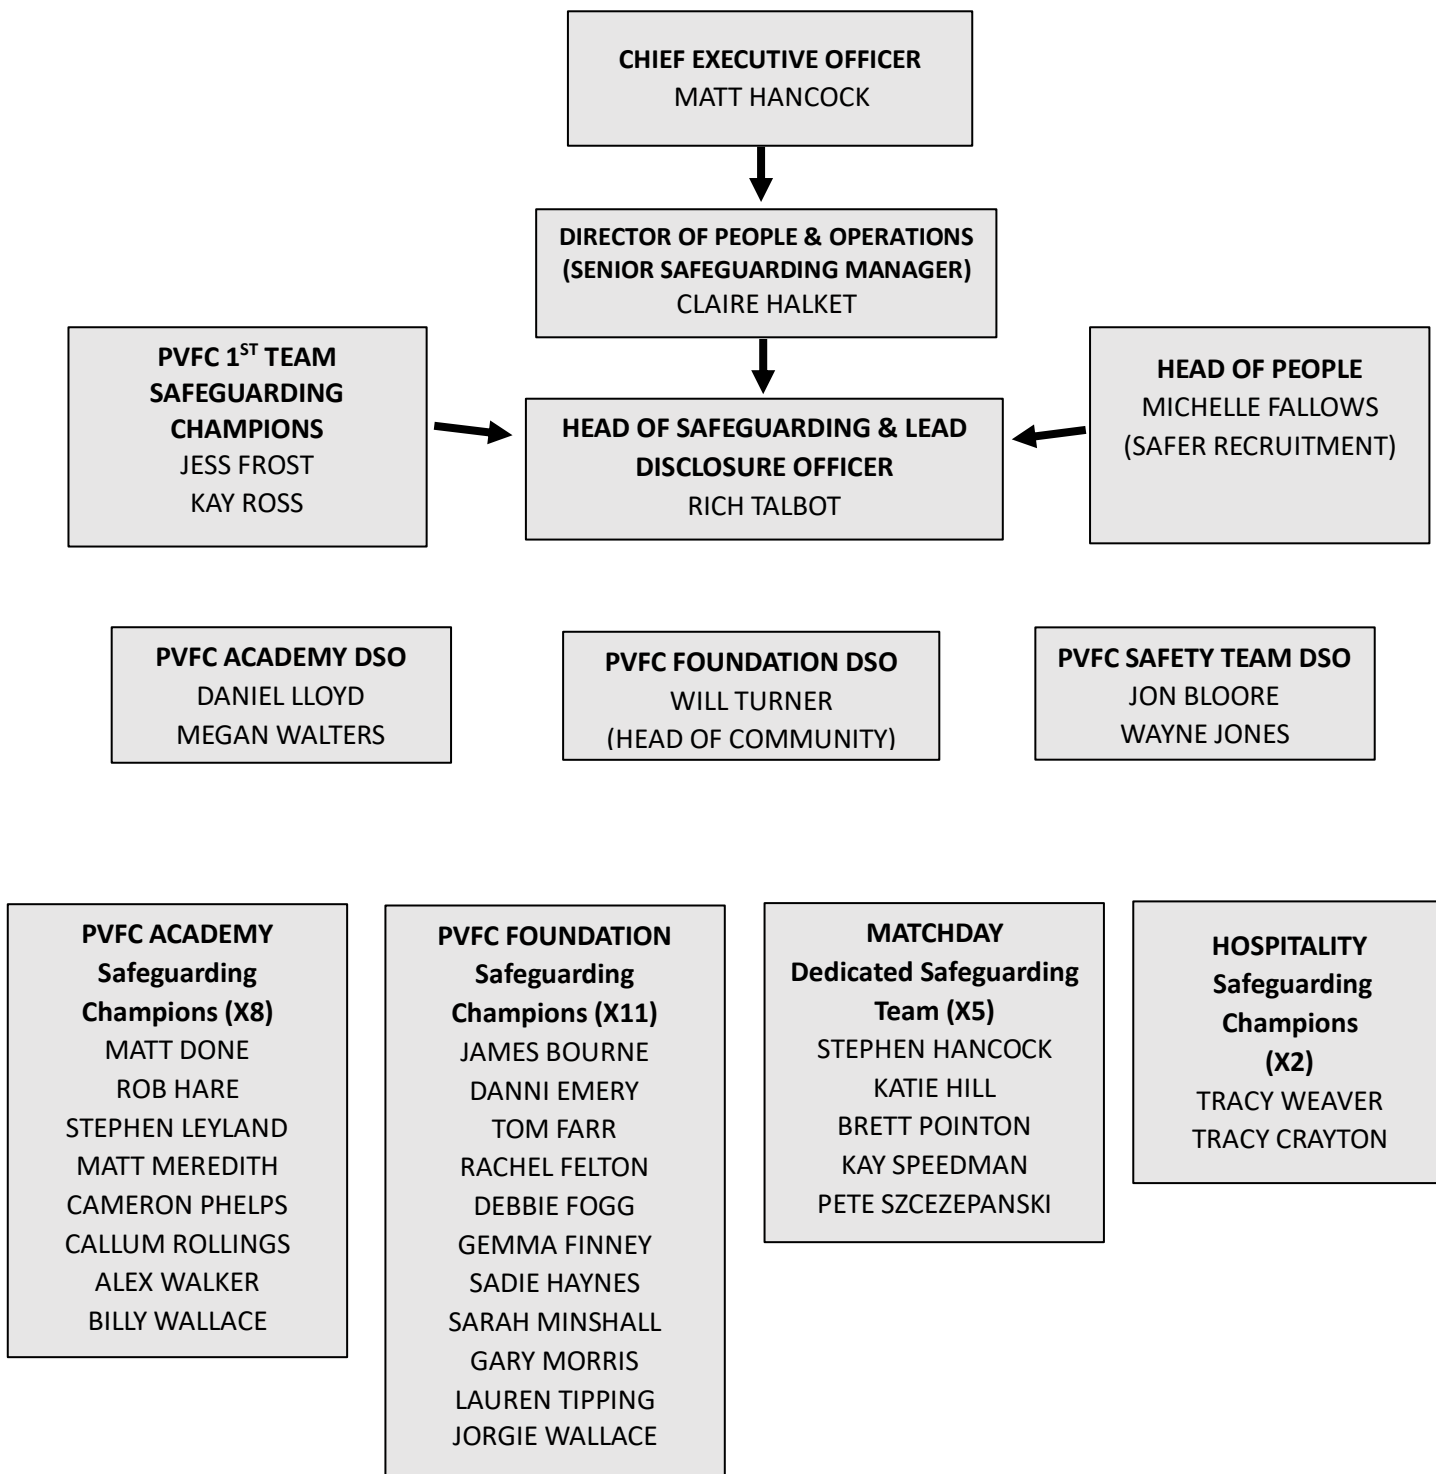 CHIEF EXECUTIVE OFFICER
MATT HANCOCK
DIRECTOR OF PEOPLE & OPERATIONS
(SENIOR SAFEGUARDING MANAGER)
CLAIRE HALKET
PVFC 1ST TEAM
SAFEGUARDING
CHAMPIONS
JESS FROST
KAY ROSS
HEAD OF SAFEGUARDING & LEAD
DISCLOSURE OFFICER
RICH TALBOT
HEAD OF PEOPLE
MICHELLE FALLOWS
(SAFER RECRUITMENT)
PVFC ACADEMY DSO
DANIEL LLOYD
MEGAN WALTERS
PVFC FOUNDATION DSO
WILL TURNER
(HEAD OF COMMUNITY)
PVFC SAFETY TEAM DSO
JON BLOORE
WAYNE JONES
PVFC ACADEMY
Safeguarding
Champions (X8)
MATT DONE
ROB HARE
STEPHEN LEYLAND
MATT MEREDITH
CAMERON PHELPS
CALLUM ROLLINGS
ALEX WALKER
BILLY WALLACE
PVFC FOUNDATION
Safeguarding
Champions (X11)
JAMES BOURNE
DANNI EMERY
TOM FARR
RACHEL FELTON
DEBBIE FOGG
GEMMA FINNEY
SADIE HAYNES
SARAH MINSHALL
GARY MORRIS
LAUREN TIPPING
JORGIE WALLACE
MATCHDAY
Dedicated Safeguarding
Team (X5)
STEPHEN HANCOCK
KATIE HILL
BRETT POINTON
KAY SPEEDMAN
PETE SZCEZEPANSKI
HOSPITALITY
Safeguarding
Champions
(X2)
TRACY WEAVER
TRACY CRAYTON